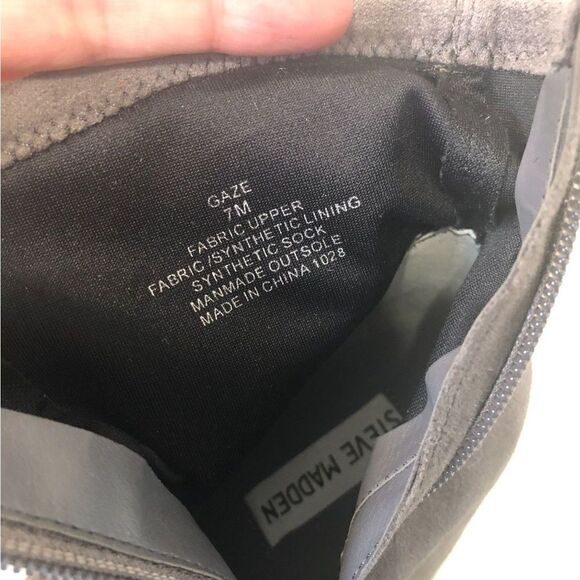 GAZE
7M
FABRIC UPPER
FABRIC/SYNTHETIC LINING
SYNTHETIC SOCK
MANMADE OUTSOLE
MADE IN CHINA 1028
STEVE MADDEN